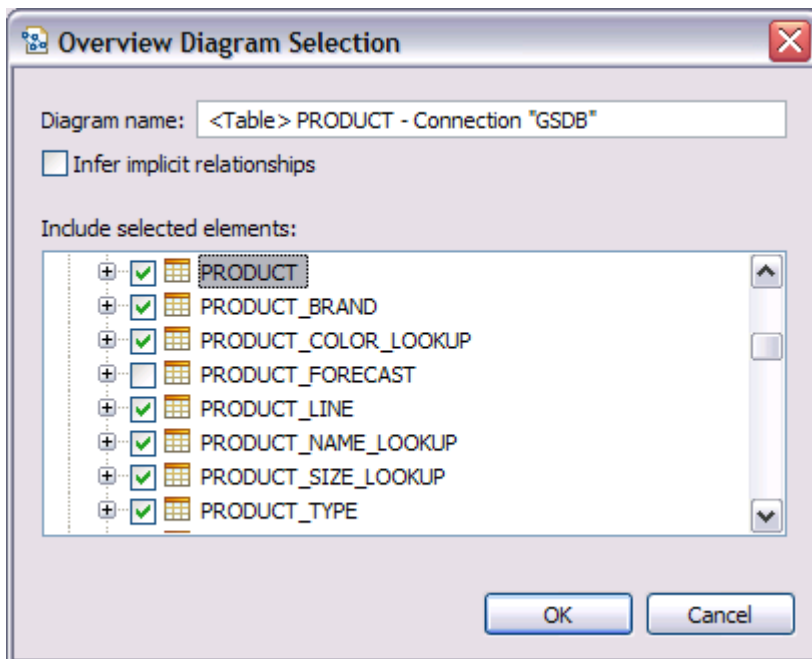 Overview Diagram Selection
Diagram name: <Table> PRODUCT - Connection "GSDB"
Infer implicit relationships
Include selected elements:
PRODUCT
PRODUCT_BRAND
PRODUCT_COLOR_LOOKUP
PRODUCT_FORECAST
PRODUCT_LINE
PRODUCT_NAME_LOOKUP
PRODUCT_SIZE_LOOKUP
PRODUCT_TYPE
OK Cancel